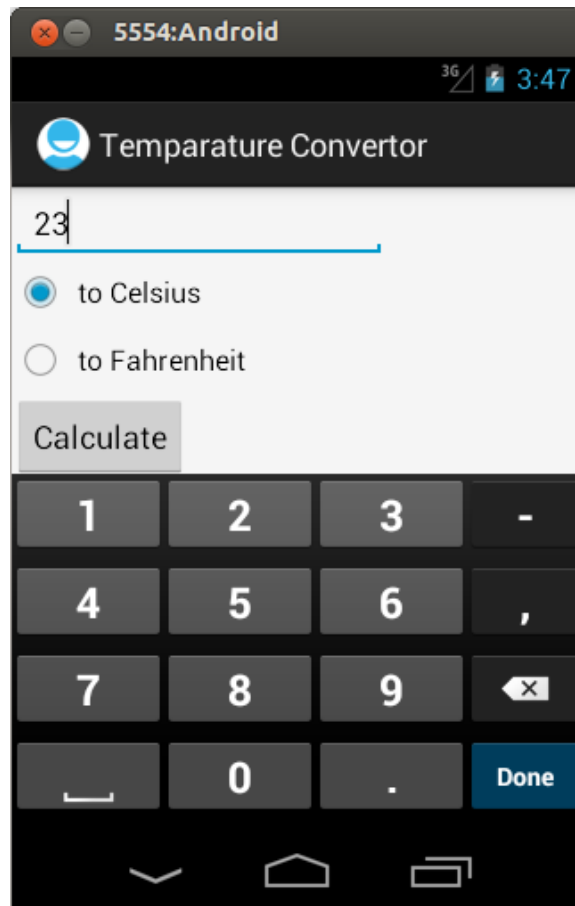 5554:Android
3G 3:47
Temparature Convertor
23
to Celsius
to Fahrenheit
Calculate
1 2 3 -
4 5 6 ,
7 8 9
0 . Done